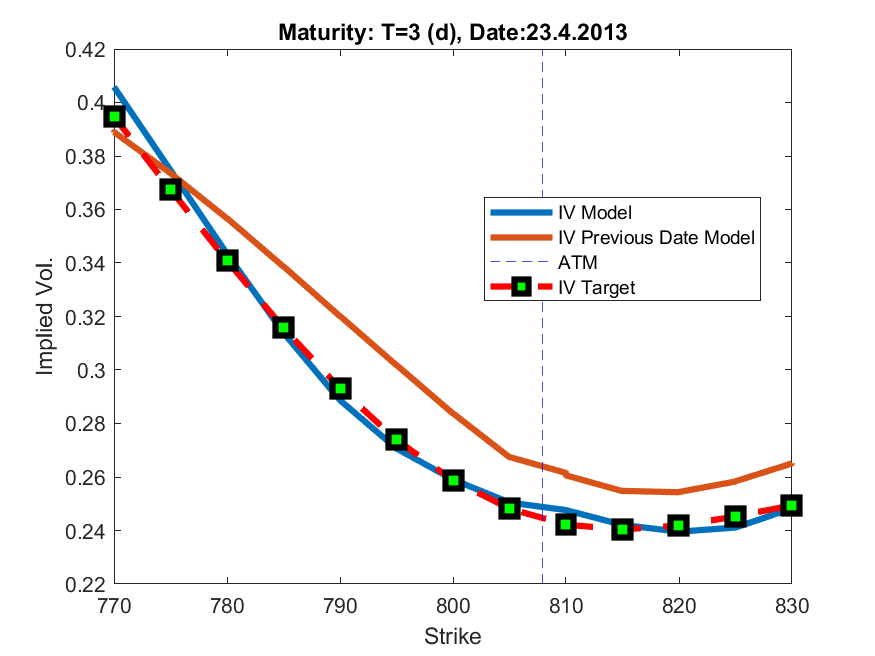 Maturity: T=3 (d), Date:23.4.2013
0.42
0.4
0.38
0.36
0.34
0.32
0.3
0.28
0.26
0.24
0.22
Implied Vol.
IV Model
IV Previous Date Model
ATM
IV Target
770 780 790 800 810 820 830
Strike